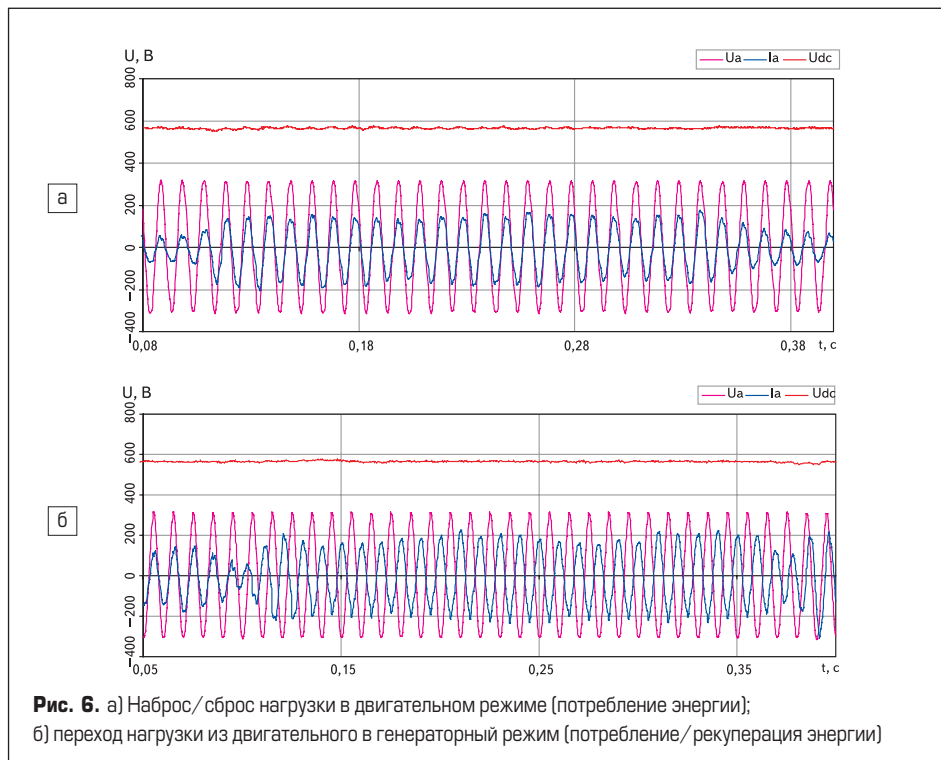 U, В
Ua Ia Udc
800
600
400
200
0
–200
–400
а
0,08 0,18 0,28 0,38 t, с
U, В
Ua Ia Udc
800
600
400
200
0
–200
–400
б
0,05 0,15 0,25 0,35 t, с
Рис. 6. а) Наброс/сброс нагрузки в двигательном режиме (потребление энергии);
б) переход нагрузки из двигательного в генераторный режим (потребление/рекуперация энергии)